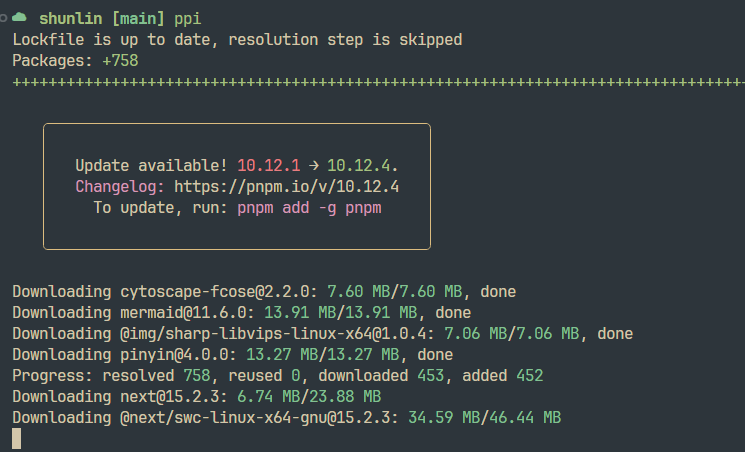 shunlin [main] ppi
Lockfile is up to date, resolution step is skipped
Packages: +758
++++++++++++++++++++++++++++++++++++++++++++++++++++++++++++++++++++++++++++++++++
Update available! 10.12.1 → 10.12.4.
Changelog: https://pnpm.io/v/10.12.4
To update, run: pnpm add -g pnpm
Downloading cytoscape-fcose@2.2.0: 7.60 MB/7.60 MB, done
Downloading mermaid@11.6.0: 13.91 MB/13.91 MB, done
Downloading @img/sharp-libvips-linux-x64@1.0.4: 7.06 MB/7.06 MB, done
Downloading pinyin@4.0.0: 13.27 MB/13.27 MB, done
Progress: resolved 758, reused 0, downloaded 453, added 452
Downloading next@15.2.3: 6.74 MB/23.88 MB
Downloading @next/swc-linux-x64-gnu@15.2.3: 34.59 MB/46.44 MB